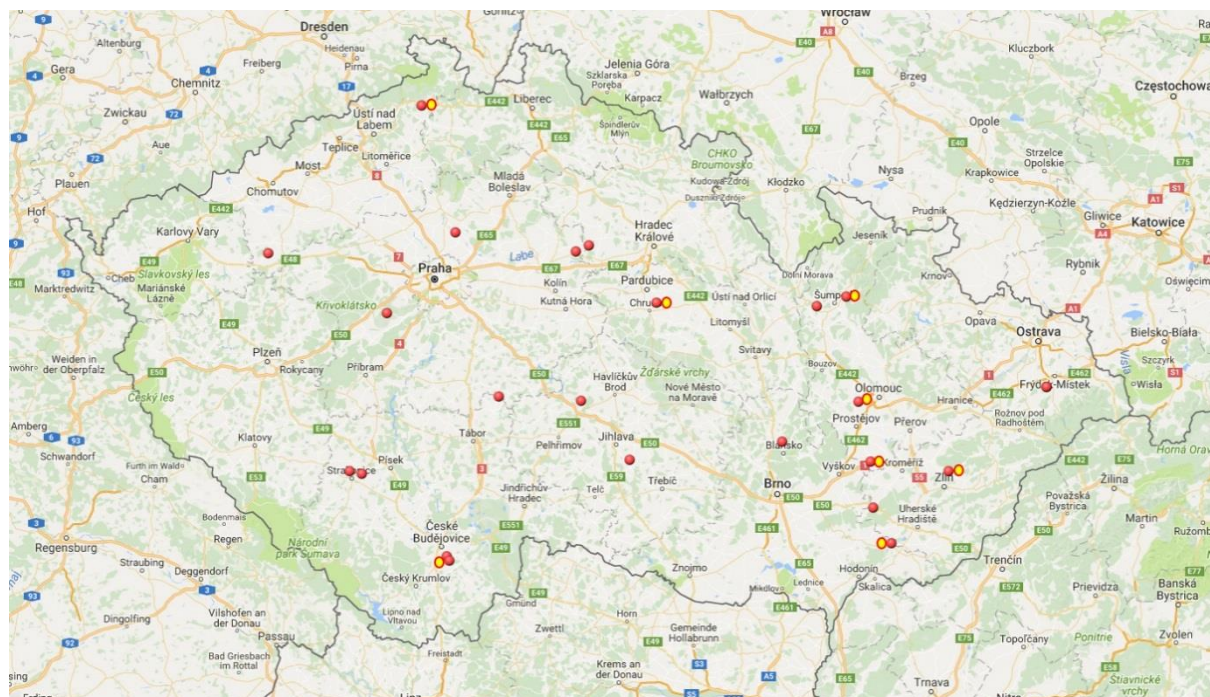 Görlitz
Wrocław
Ra
Dresden
Altenburg
Heidenau
Pirna
Freiberg
Gera
Chemnitz
Zwickau
Aue
Plauen
Hof
Jelenia Góra
Szklarska
Poręba
Karpacz
Špindlerův
Mlýn
Wałbrzych
Kluczbork
Brzeg
Częstochowa
Opole
Strzelce
Opolskie
Krapkowice
Kędzierzyn-Koźle
Gliwice
Katowice
Rybnik
Oświęcim
Nysa
Prudnik
Liberec
Ústí nad
Labem
Teplice
Litoměřice
Most
Chomutov
Mladá
Boleslav
CHKO
Broumovsko
Kudowa-Zdrój
Duszniki-Zdrój
Kłodzko
Jeseník
Krnov
Dolní Morava
Karlovy Vary
Cheb
Slavkovský les
Mariánské
Lázně
Marktredwitz
Praha
Labe
Kolín
Kutná Hora
Hradec
Králové
Pardubice
Chru
Ústí nad Orlicí
Litomyšl
Svitavy
Šump
Opava
Ostrava
Bielsko-Biała
Szczyrk
Wisła
Visla
Křivoklátsko
Plzeň
Rokycany
Příbram
Weiden in
der Oberpfalz
Český les
Amberg
Schwandorf
Havlíčkův
Brod
Žďárské vrchy
Nové Město
na Moravě
Bouzov
Olomouc
Prostějov
Přerov
Hranice
Frýdek-Místek
Rožnov pod
Radhoštěm
Klatovy
Tábor
Pelhřimov
Jihlava
Písek
Furth im Wald
Cham
Třebíč
Telč
Jindřichův
Hradec
Blansko
Vyškov
Kroměříž
Zlín
Brno
Uherské
Hradiště
Považská
Bystrica
Žilina
Horná Orav
Martin
Ružomb
Trenčín
Bodenmais
Regen
Regensburg
Straubing
Deggendorf
Národní
park Šumava
České
Budějovice
Český Krumlov
Lipno nad
Vltavou
Gmünd
Znojmo
Mikulov
Lednice
Hodonín
Skalica
Prievidza
Banská
Bystrica
Dingolfing
Vilshofen an
der Donau
Passau
Bad Griesbach
im Rottal
Freistadt
Zwettl
Horn
Gemeinde
Hollabrunn
Krems an
der Donau
Topoľčany
Ponitrie
Zvolen
Štiavnické
vrchy
Trnava
Nitra
Linz